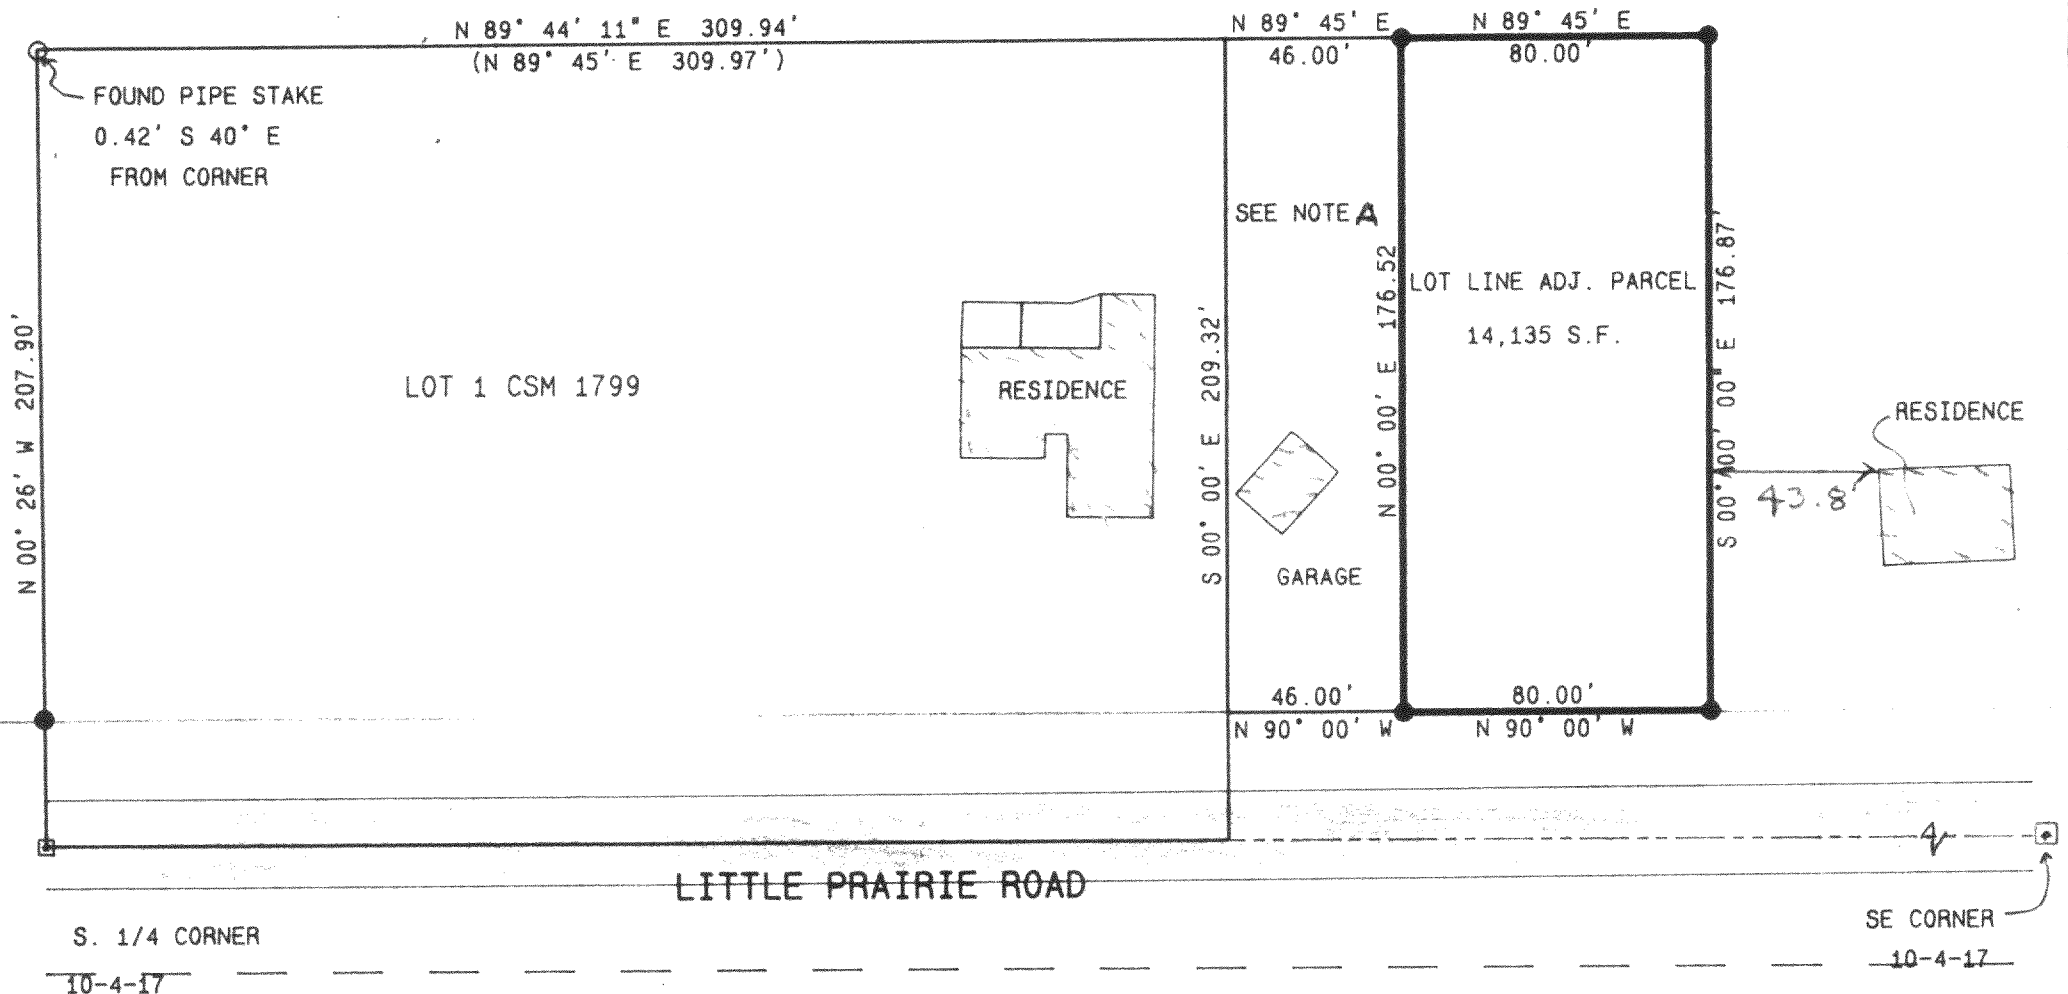 N 89° 44' 11" E 309.94'
(N 89° 45' E 309.97')
N 89° 45' E
46.00'
N 89° 45' E
80.00'
FOUND PIPE STAKE
0.42' S 40° E
FROM CORNER
N 00° 26' W 207.90'
LOT 1 CSM 1799
RESIDENCE
S 00° 00' E 209.32'
SEE NOTE A
GARAGE
N 00° 00' E 176.52
LOT LINE ADJ. PARCEL
14,135 S.F.
S 00° 00' 00" E 176.87'
RESIDENCE
43.8'
46.00'
N 90° 00' W
80.00'
N 90° 00' W
LITTLE PRAIRIE ROAD
S. 1/4 CORNER
10-4-17
SE CORNER
10-4-17